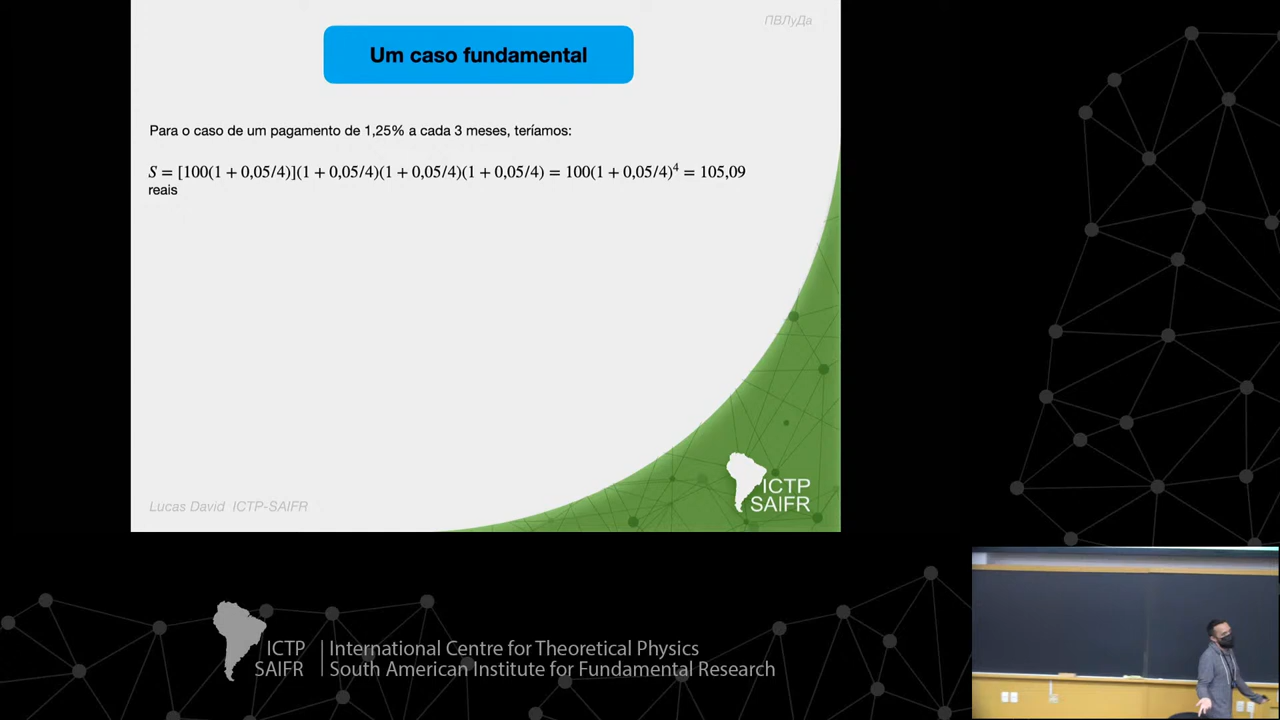 ПВЛуДа
Um caso fundamental
Para o caso de um pagamento de 1,25% a cada 3 meses, teríamos:
S = [100(1 + 0,05/4)](1 + 0,05/4)(1 + 0,05/4)(1 + 0,05/4) = 100(1 + 0,05/4)⁴ = 105,09
reais
Lucas David ICTP-SAIFR
ICTP
SAIFR
ICTP
SAIFR
International Centre for Theoretical Physics
South American Institute for Fundamental Research